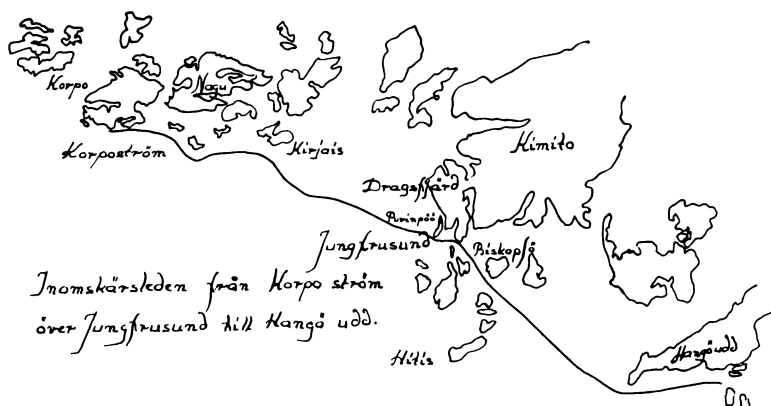 Korpo
Nagu
Korpoström
Kirjais
Kimito
Dragsfjärd
Purinpöö
Jungfrusund
Biskopsö
Inomskärsleden från Korpo ström
över Jungfrusund till Hangö udd.
Hitis
Hangöudd